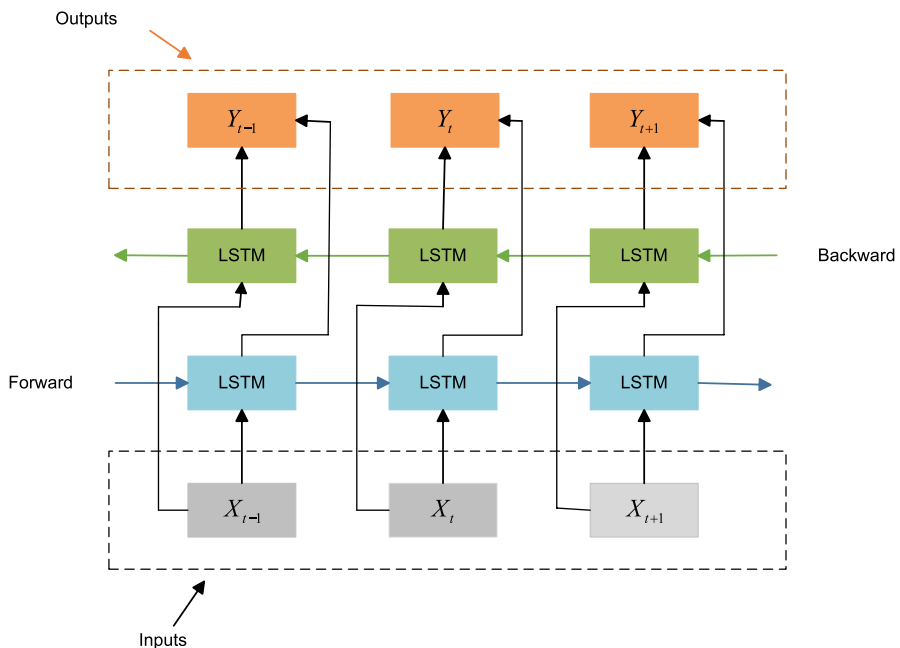 Outputs
Y_{t-1} Y_t Y_{t+1}
LSTM LSTM LSTM Backward
Forward LSTM LSTM LSTM
X_{t-1} X_t X_{t+1}
Inputs